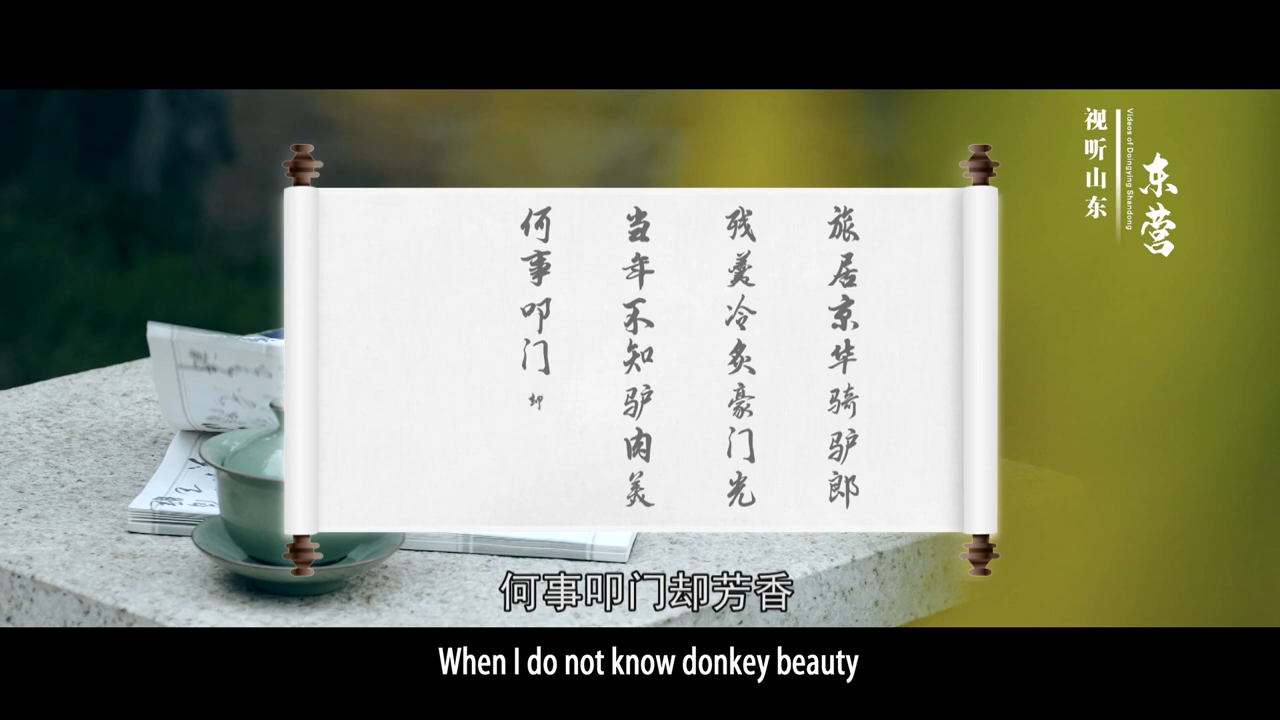 旅居京华骑驴郎
残羹冷炙豪门光
当年不知驴肉美
何事叩门却
视听山东
Videos of Doingying Shandong
东营
何事叩门却芳香
When I do not know donkey beauty